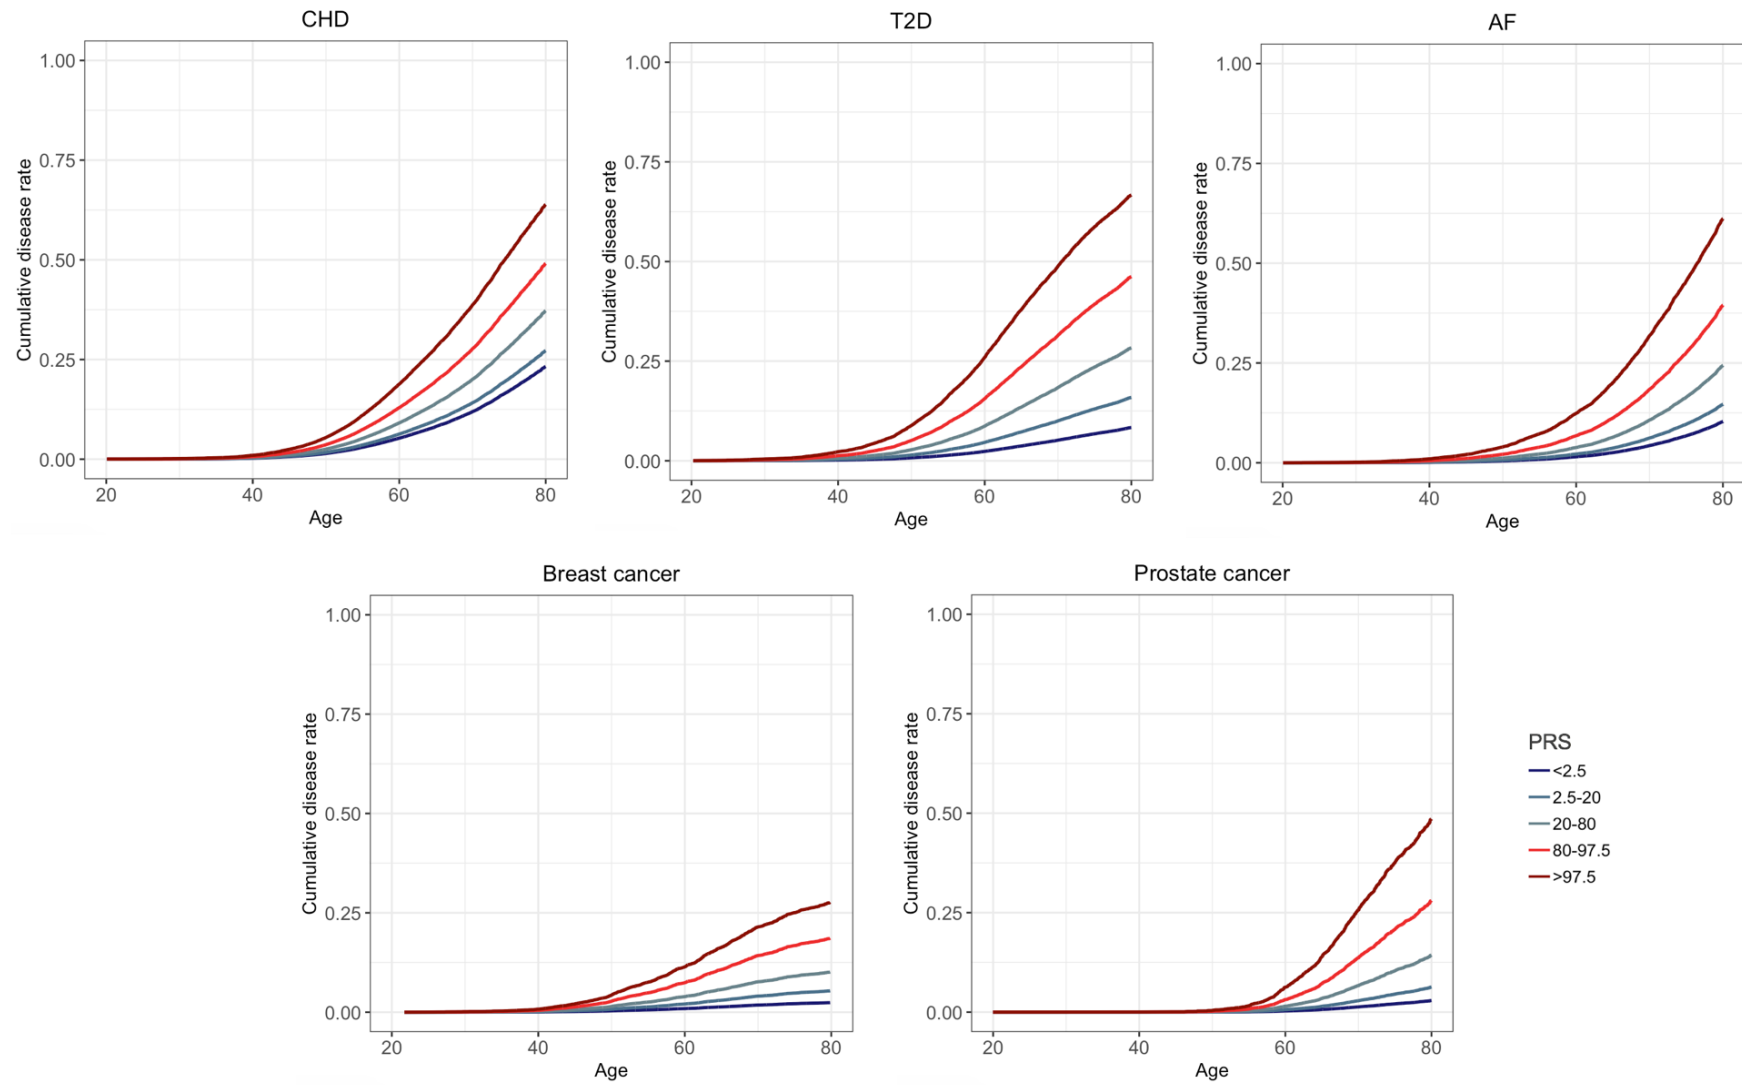 CHD
Cumulative disease rate
1.00
0.75
0.50
0.25
0.00
20 40 60 80
Age
T2D
Cumulative disease rate
1.00
0.75
0.50
0.25
0.00
20 40 60 80
Age
AF
Cumulative disease rate
1.00
0.75
0.50
0.25
0.00
20 40 60 80
Age
Breast cancer
Cumulative disease rate
1.00
0.75
0.50
0.25
0.00
20 40 60 80
Age
Prostate cancer
Cumulative disease rate
1.00
0.75
0.50
0.25
0.00
20 40 60 80
Age
PRS
<2.5
2.5-20
20-80
80-97.5
>97.5